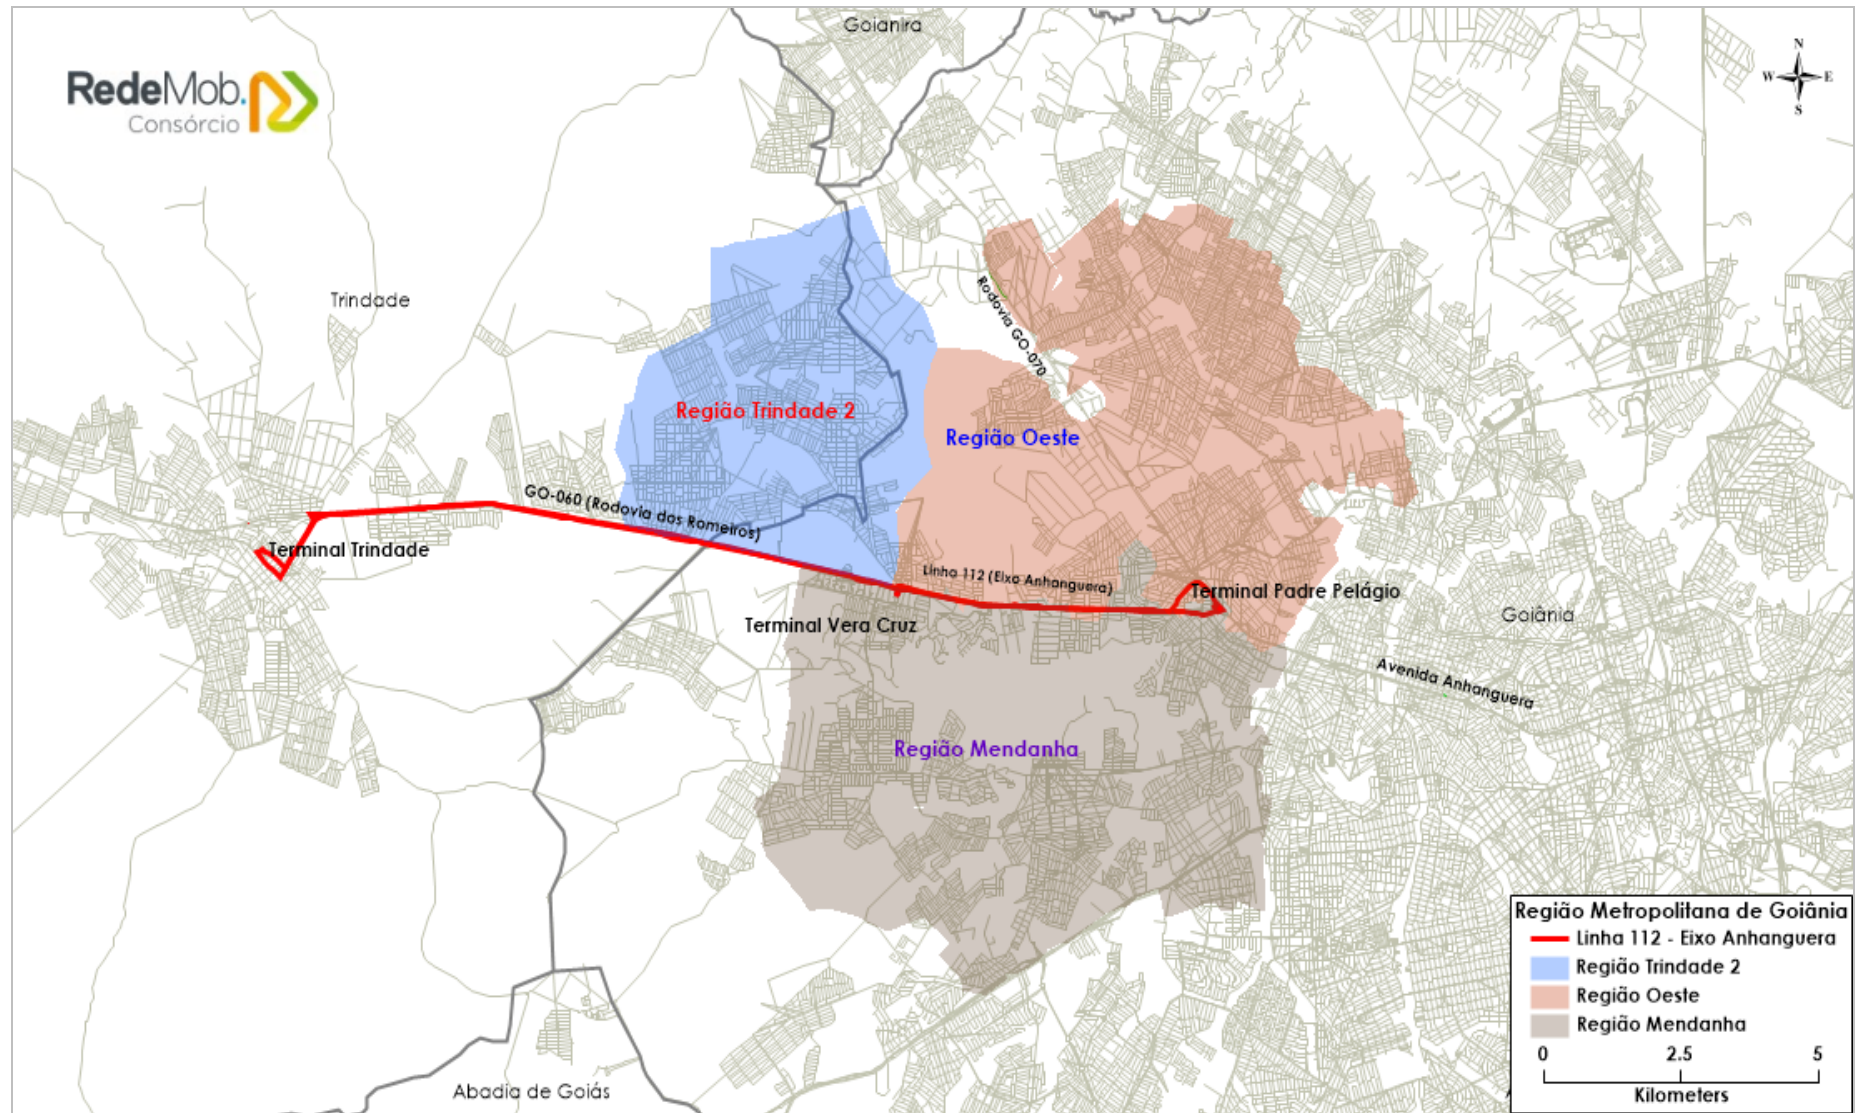 Goianira
N
W E
S
RedeMob.
Consórcio
Trindade
Rodovia GO-070
Região Trindade 2
Região Oeste
GO-060 (Rodovia dos Romeiros)
Terminal Trindade
Linha 112 (Eixo Anhanguera)
Terminal Padre Pelágio
Goiânia
Terminal Vera Cruz
Avenida Anhanguera
Região Mendanha
Abadia de Goiás
Região Metropolitana de Goiânia
Linha 112 - Eixo Anhanguera
Região Trindade 2
Região Oeste
Região Mendanha
0 2.5 5
Kilometers